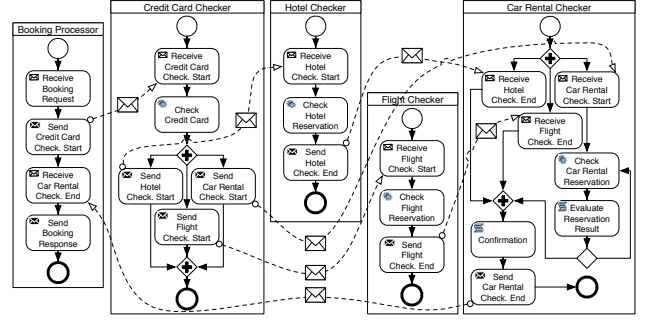 Booking Processor
Receive
Booking
Request
Send
Credit Card
Check. Start
Receive
Car Rental
Check. End
Send
Booking
Response
Credit Card Checker
Receive
Credit Card
Check. Start
Check
Credit Card
Send
Hotel
Check. Start
Send
Car Rental
Check. Start
Send
Flight
Check. Start
Hotel Checker
Receive
Hotel
Check. Start
Check
Hotel
Reservation
Send
Hotel
Check. End
Flight Checker
Receive
Flight
Check. Start
Check
Flight
Reservation
Send
Flight
Check. End
Car Rental Checker
Receive
Hotel
Check. End
Receive
Car Rental
Check. Start
Receive
Flight
Check. End
Check
Car Rental
Reservation
Evaluate
Reservation
Result
Confirmation
Send
Car Rental
Check. End